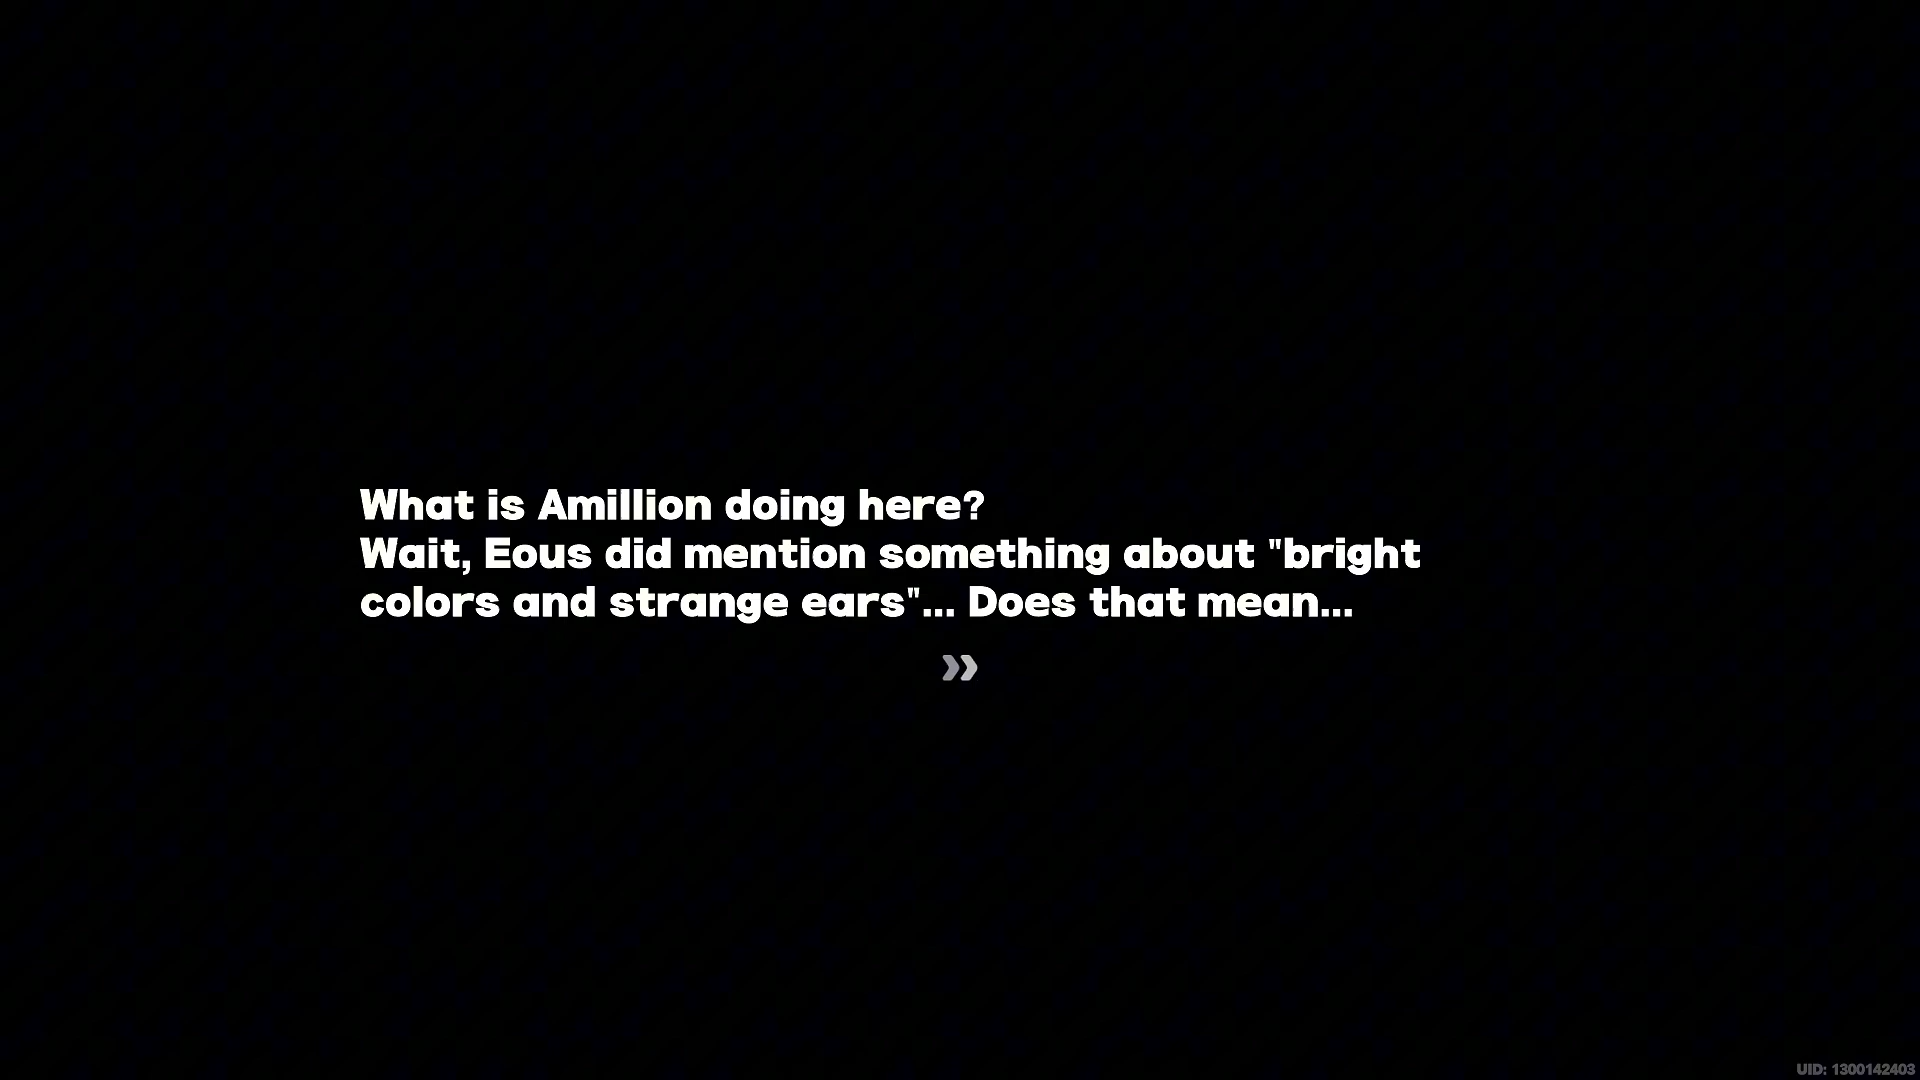 What is Amillion doing here?
Wait, Eous did mention something about "bright
colors and strange ears"... Does that mean...
UID: 1300142403